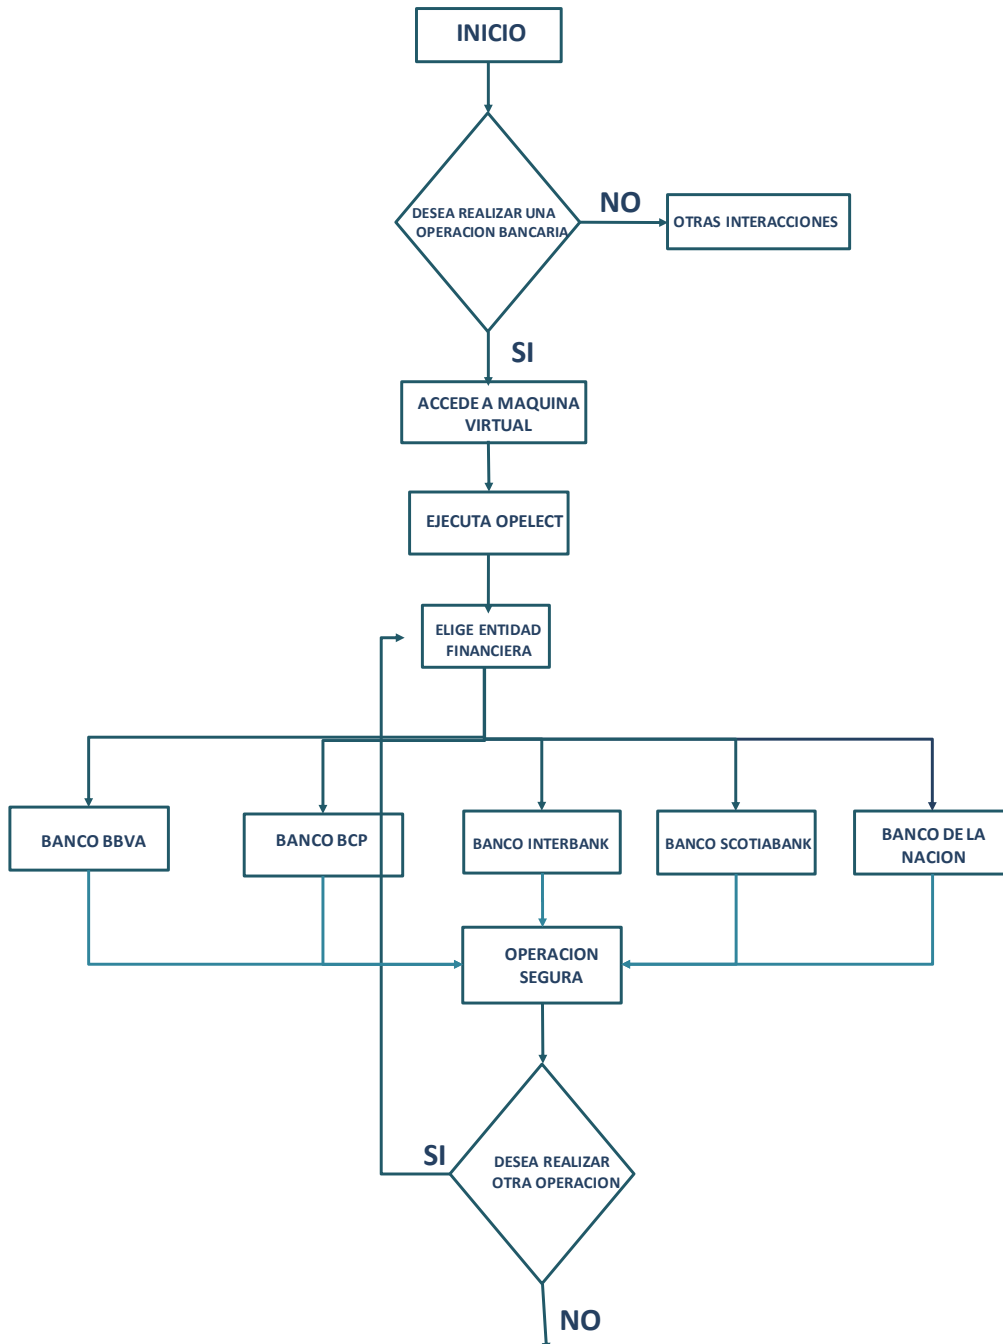 INICIO
DESEA REALIZAR UNA
OPERACION BANCARIA
NO
OTRAS INTERACCIONES
SI
ACCEDE A MAQUINA
VIRTUAL
EJECUTA OPELECT
ELIGE ENTIDAD
FINANCIERA
BANCO BBVA
BANCO BCP
BANCO INTERBANK
BANCO SCOTIABANK
BANCO DE LA
NACION
OPERACION
SEGURA
SI
DESEA REALIZAR
OTRA OPERACION
NO